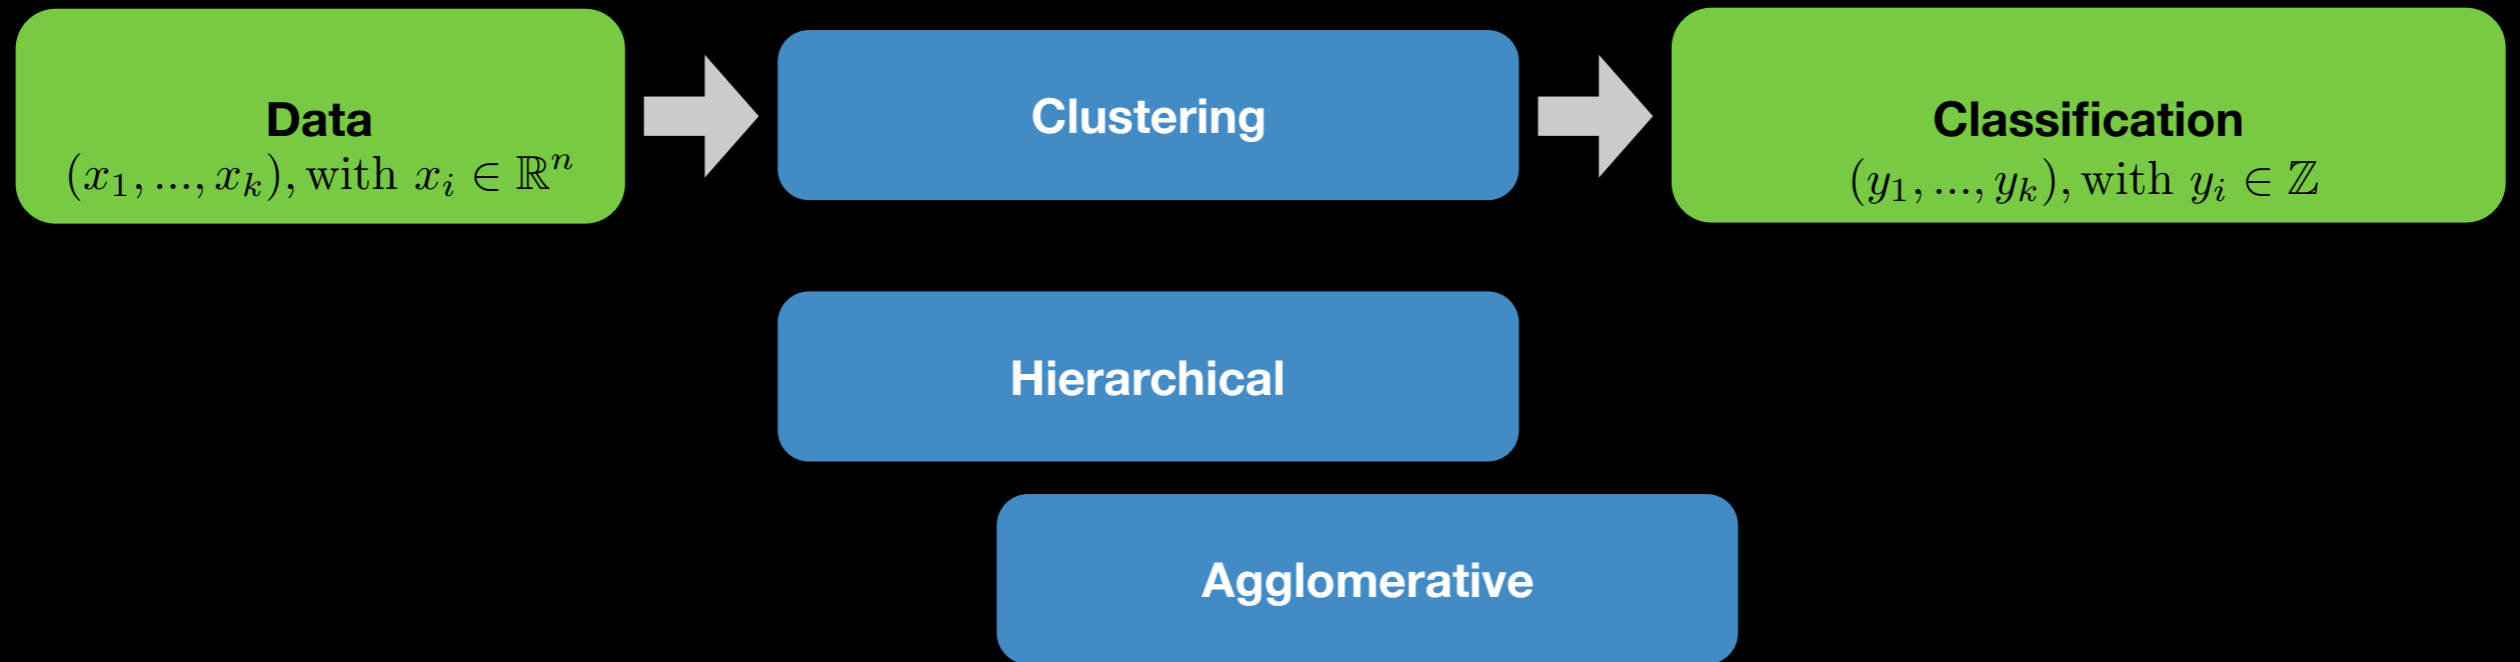 Data
(x₁, ..., xₖ), with xᵢ ∈ ℝⁿ
Clustering
Classification
(y₁, ..., yₖ), with yᵢ ∈ ℤ
Hierarchical
Agglomerative